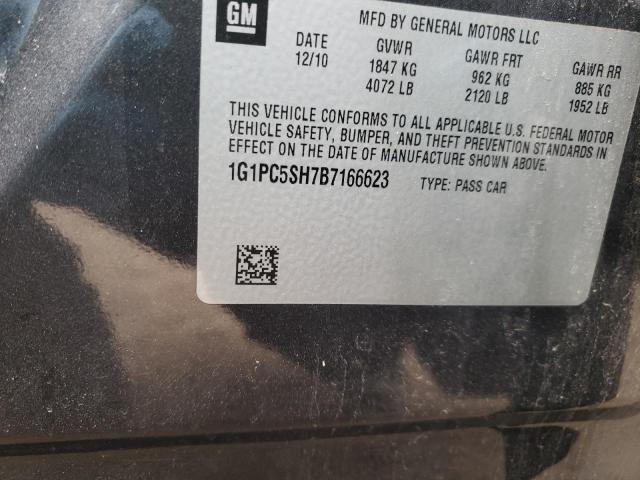 GM
MFD BY GENERAL MOTORS LLC
DATE GVWR GAWR FRT GAWR RR
12/10 1847 KG 962 KG 885 KG
4072 LB 2120 LB 1952 LB
THIS VEHICLE CONFORMS TO ALL APPLICABLE U.S. FEDERAL MOTOR
VEHICLE SAFETY, BUMPER, AND THEFT PREVENTION STANDARDS IN
EFFECT ON THE DATE OF MANUFACTURE SHOWN ABOVE.
1G1PC5SH7B7166623 TYPE: PASS CAR